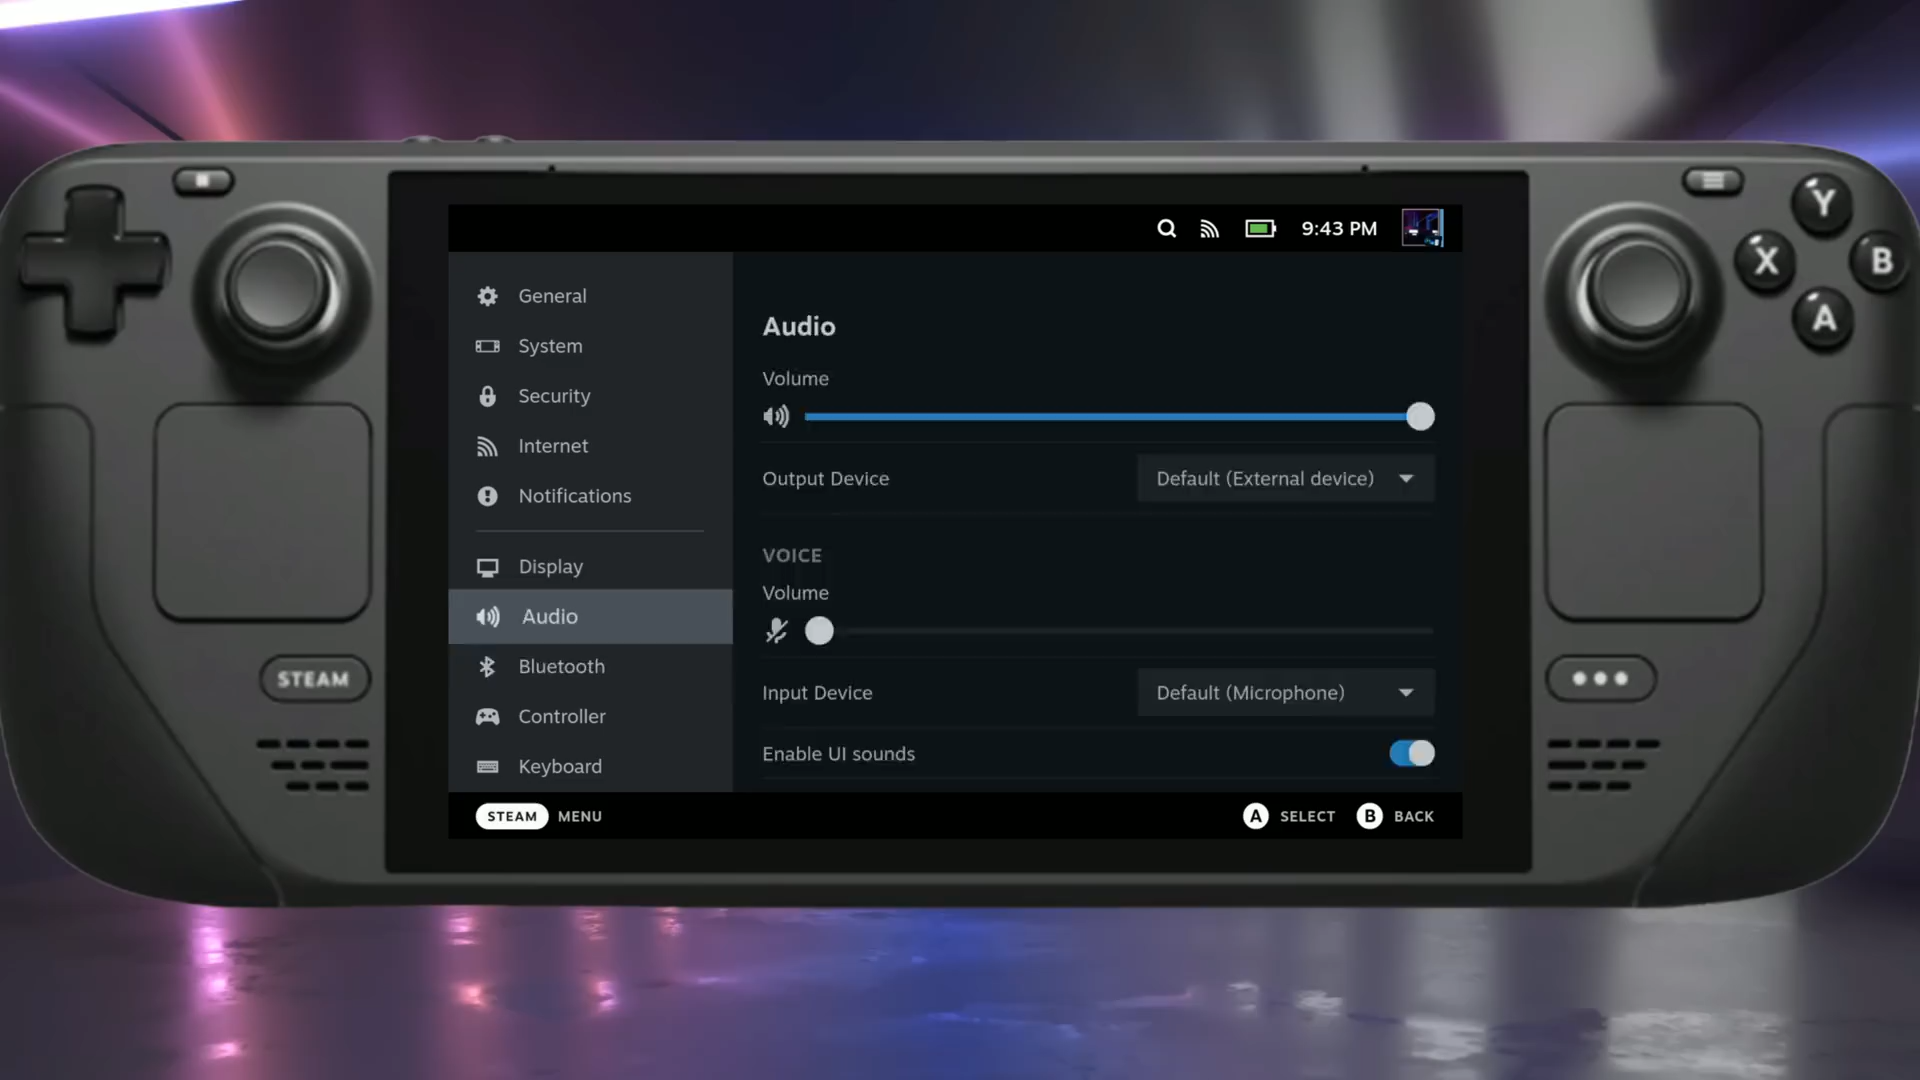 9:43 PM
General
System
Security
Internet
Notifications
Display
Audio
Bluetooth
Controller
Keyboard
Audio
Volume
Output Device
Default (External device)
VOICE
Volume
Input Device
Default (Microphone)
Enable UI sounds
STEAM MENU
A SELECT B BACK
STEAM
Y
X
B
A